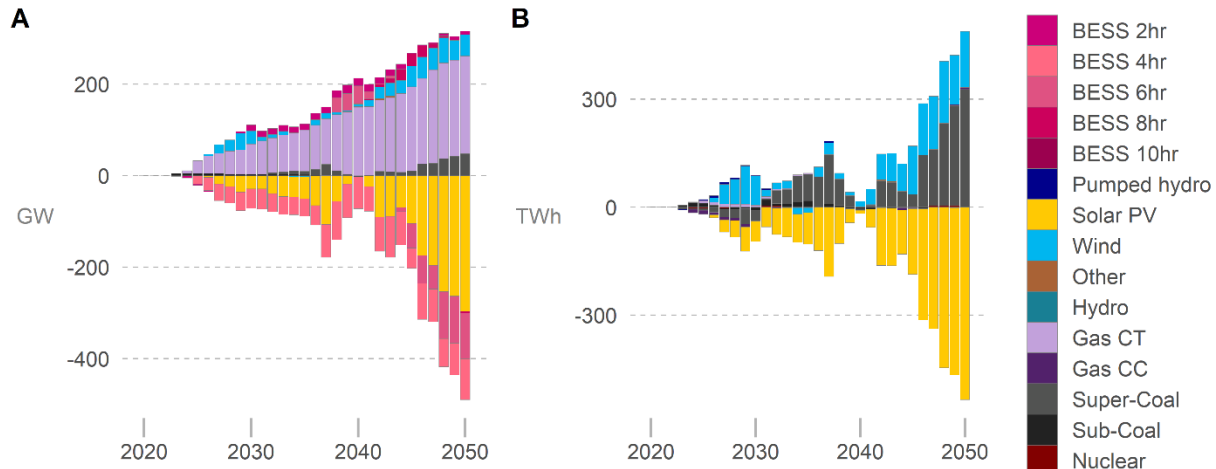 A
B
200
0
GW
-200
-400
2020
2030
2040
2050
300
0
TWh
-300
2020
2030
2040
2050
BESS 2hr
BESS 4hr
BESS 6hr
BESS 8hr
BESS 10hr
Pumped hydro
Solar PV
Wind
Other
Hydro
Gas CT
Gas CC
Super-Coal
Sub-Coal
Nuclear